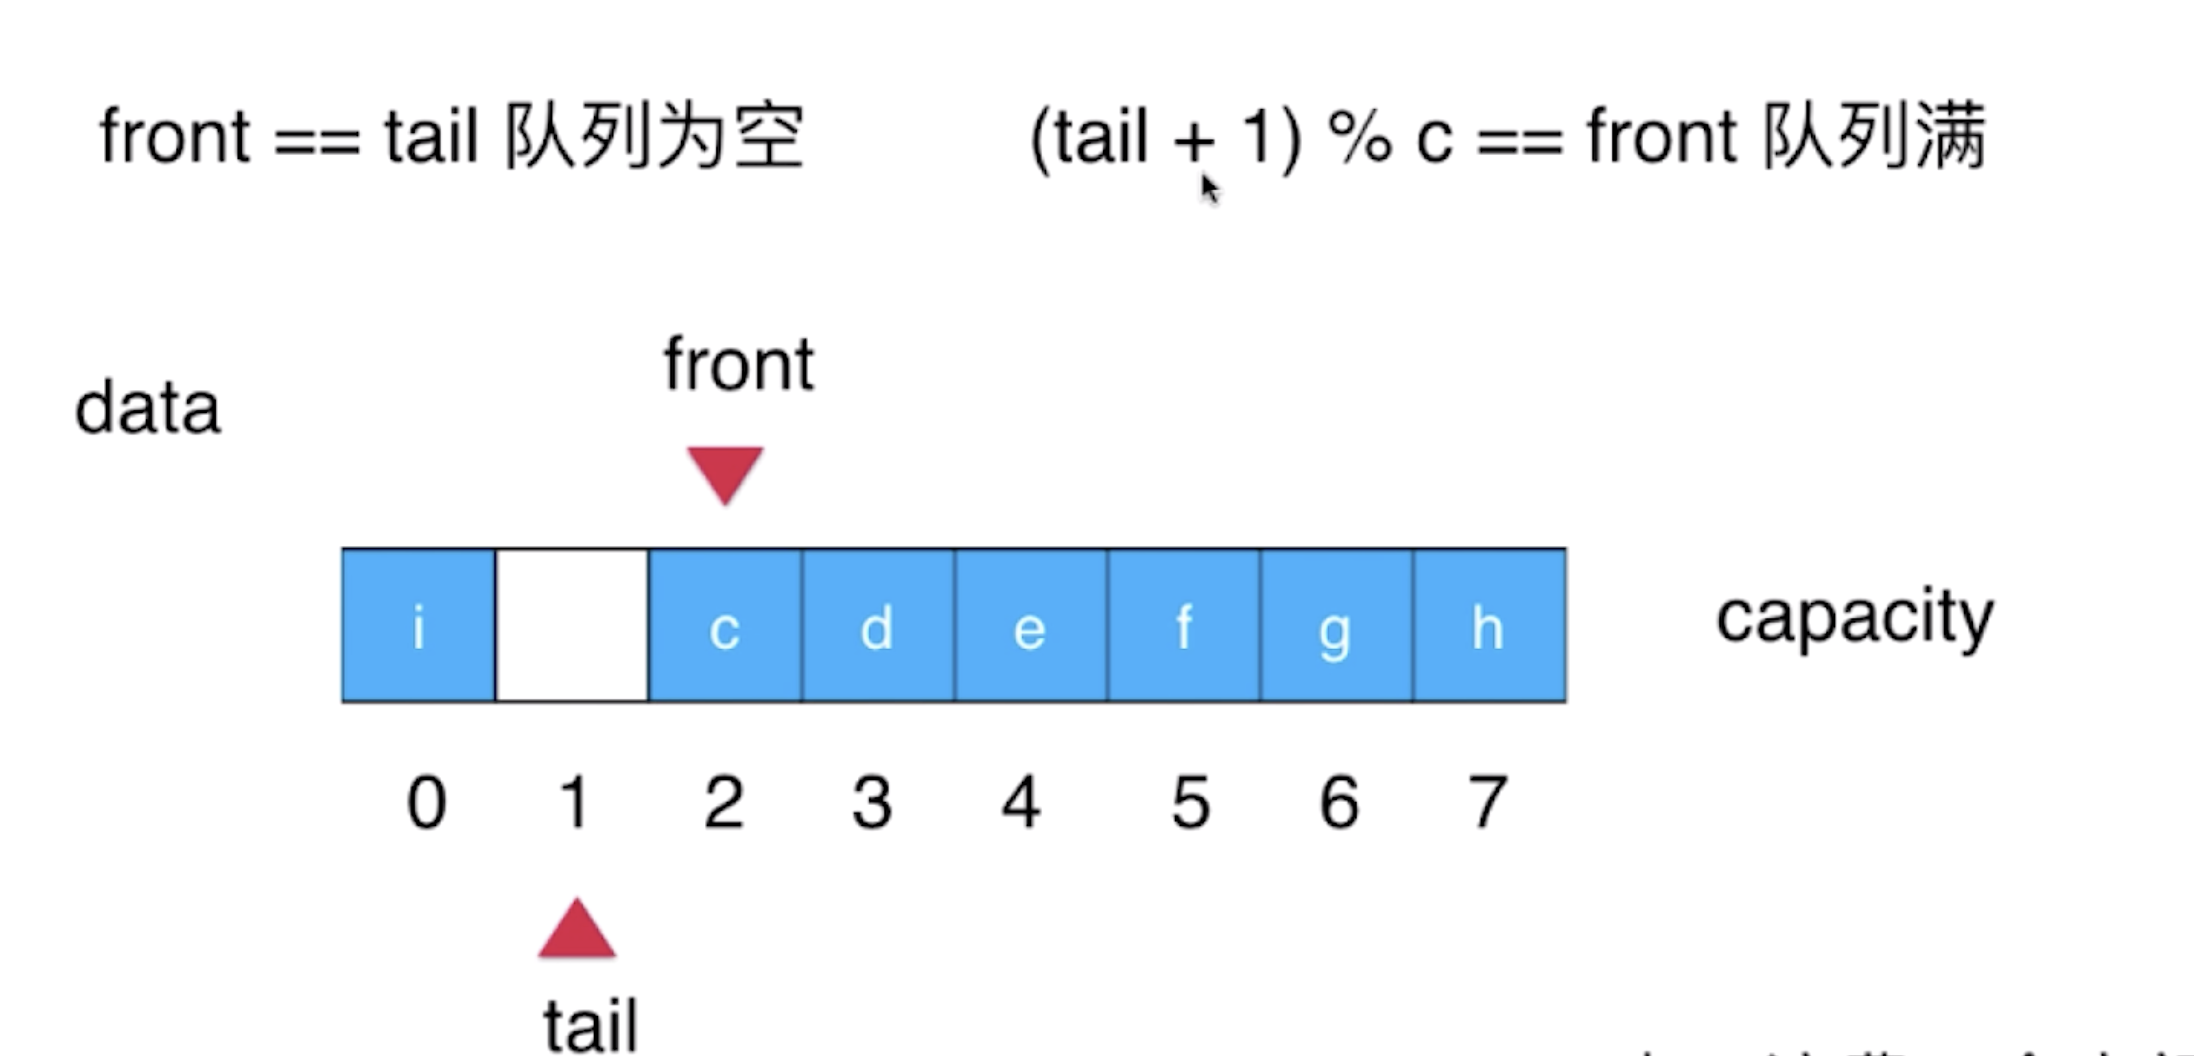 front == tail 队列为空
(tail + 1) % c == front 队列满
front
data
i c d e f g h
capacity
0 1 2 3 4 5 6 7
tail